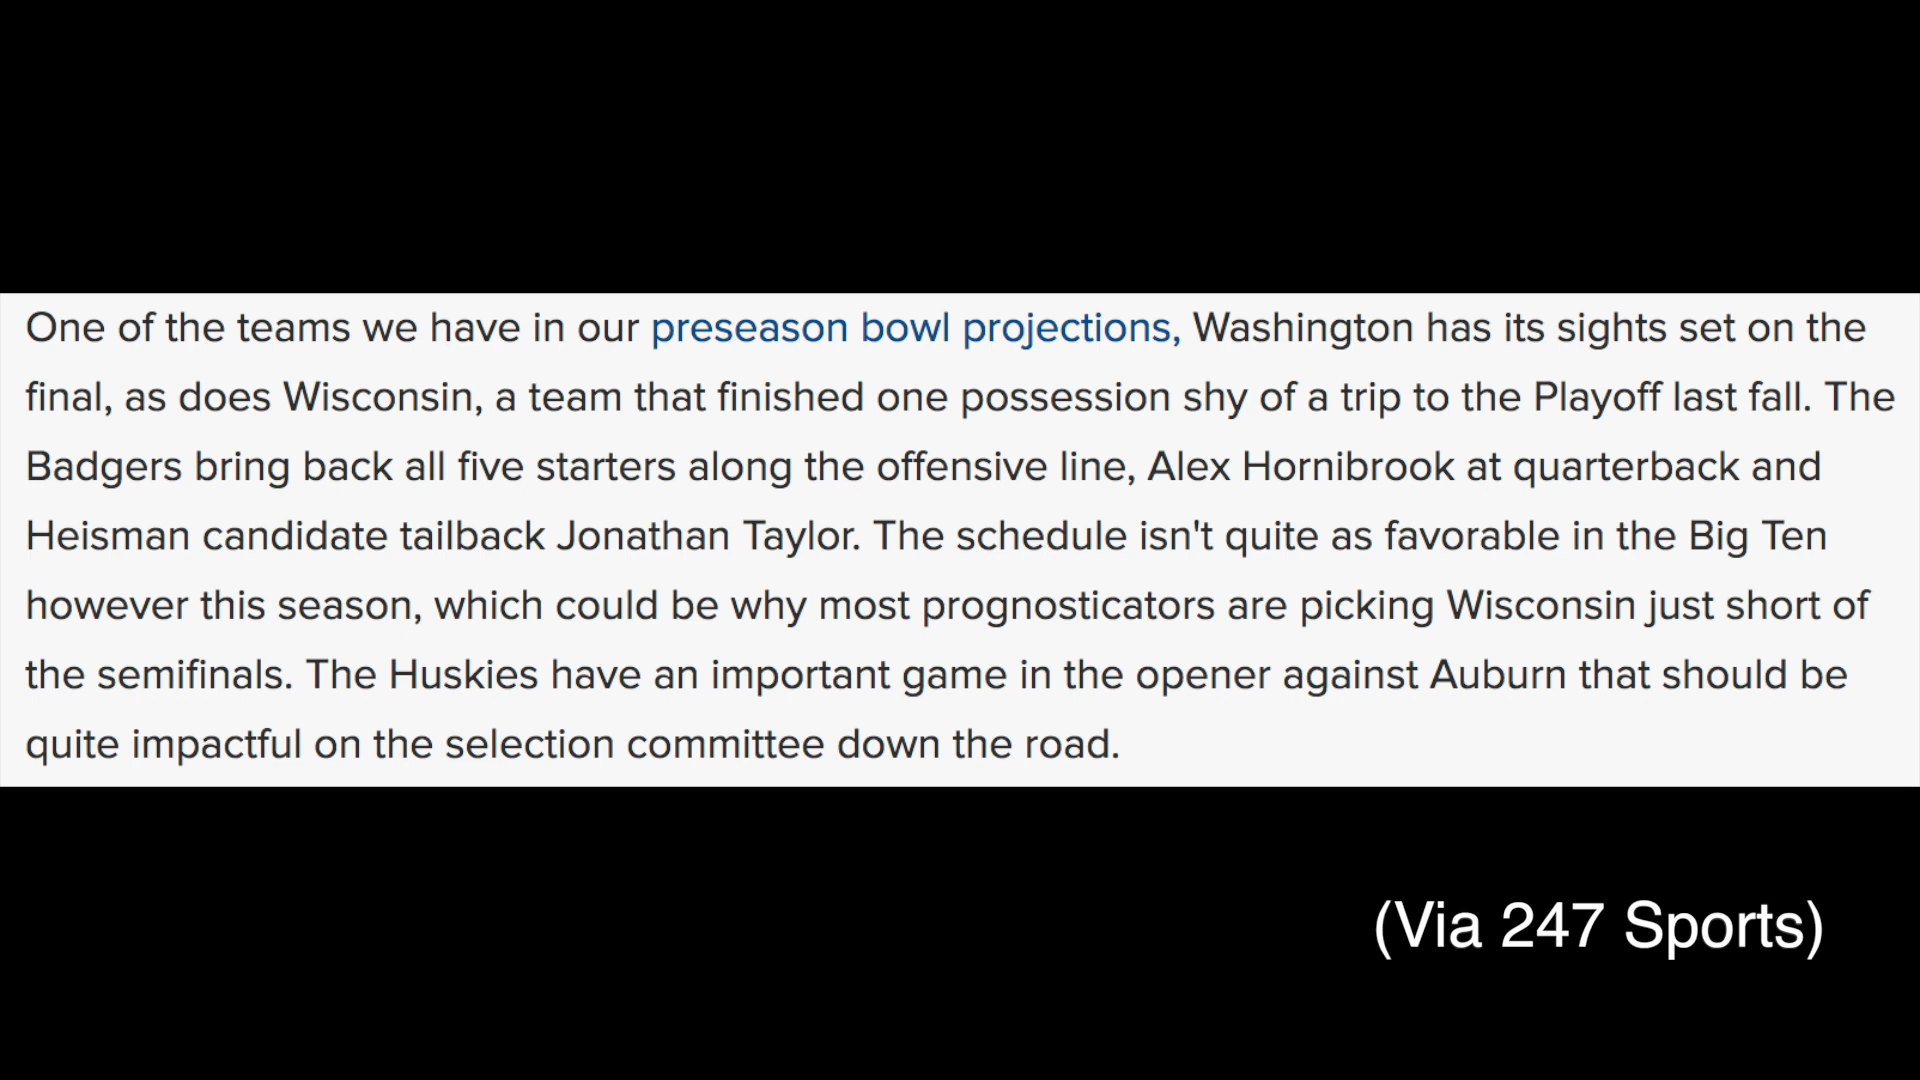 One of the teams we have in our preseason bowl projections, Washington has its sights set on the
final, as does Wisconsin, a team that finished one possession shy of a trip to the Playoff last fall. The
Badgers bring back all five starters along the offensive line, Alex Hornibrook at quarterback and
Heisman candidate tailback Jonathan Taylor. The schedule isn't quite as favorable in the Big Ten
however this season, which could be why most prognosticators are picking Wisconsin just short of
the semifinals. The Huskies have an important game in the opener against Auburn that should be
quite impactful on the selection committee down the road.
(Via 247 Sports)